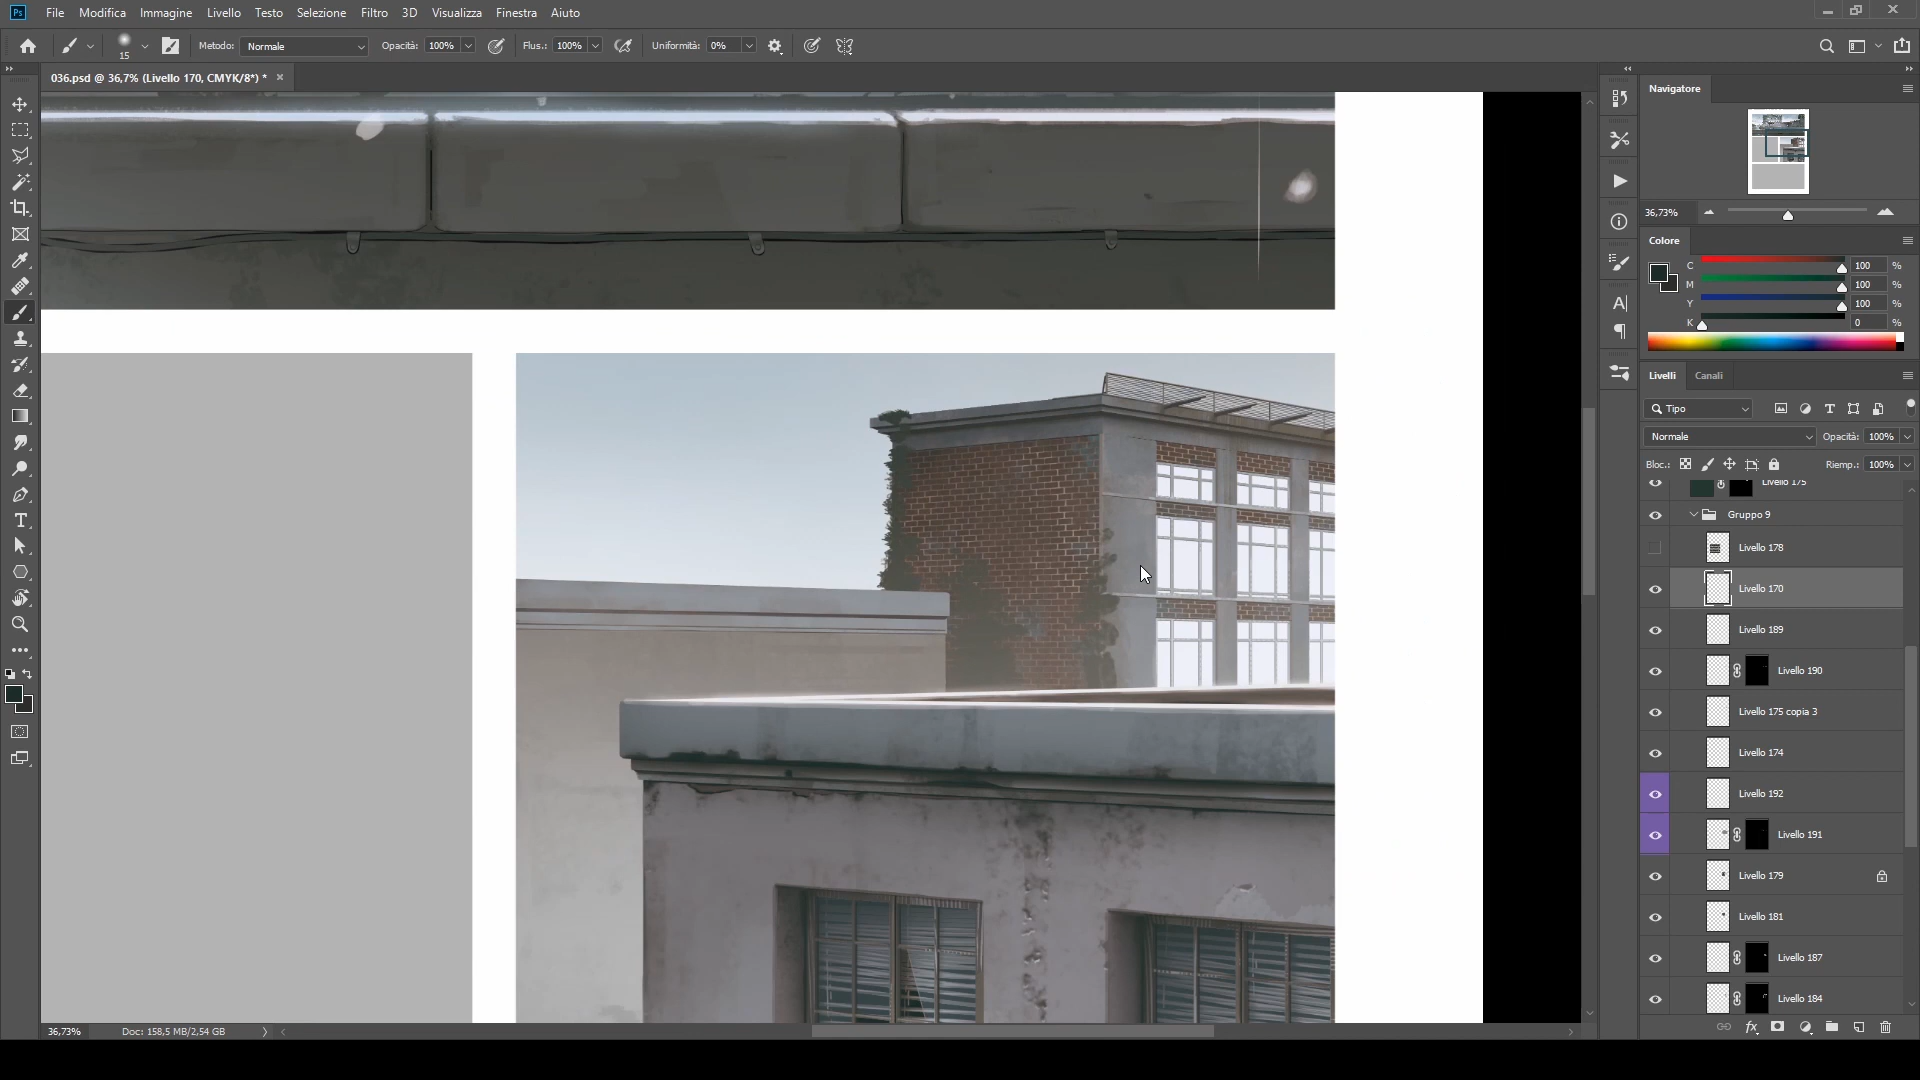 Ps File Modifica Immagine Livello Testo Selezione Filtro 3D Visualizza Finestra Aiuto
15 Metodo: Normale Opacità: 100% Flus.: 100% Uniformità: 0%
036.psd @ 36,7% (Livello 170, CMYK/8*) *
Navigatore
36,73%
Colore
C 100 %
M 100 %
Y 100 %
K 0 %
Livelli Canali
Tipo
Normale Opacità: 100%
Bloc.: Riemp.: 100%
Livello 175
Gruppo 9
Livello 178
Livello 170
Livello 189
Livello 190
Livello 175 copia 3
Livello 174
Livello 192
Livello 191
Livello 179
Livello 181
Livello 187
Livello 184
36,73% Doc: 158,5 MB/2,54 GB